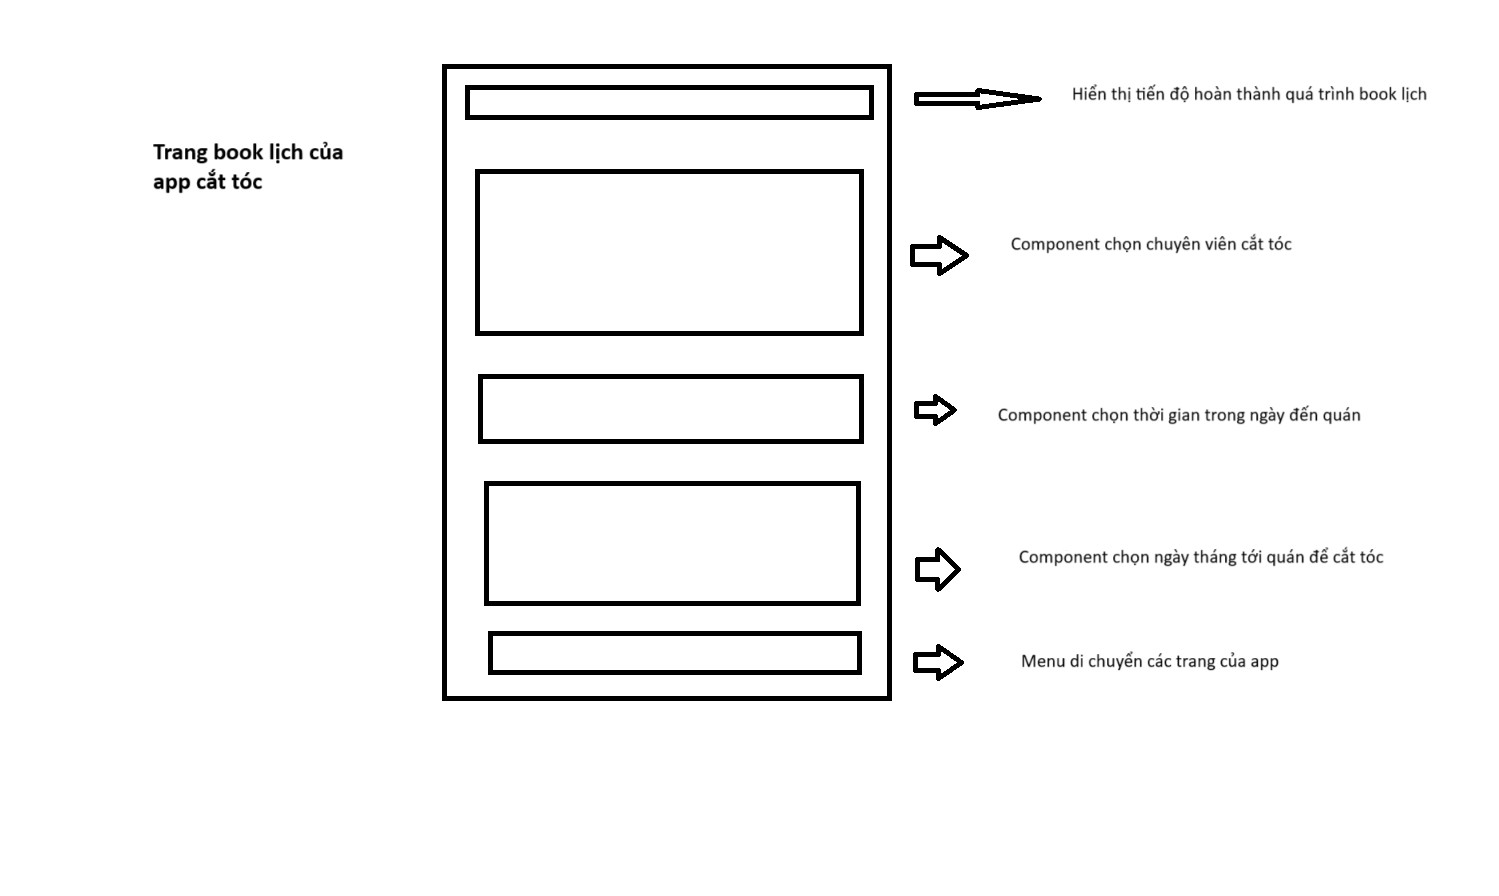 Hiển thị tiến độ hoàn thành quá trình book lịch
Trang book lịch của
app cắt tóc
Component chọn chuyên viên cắt tóc
Component chọn thời gian trong ngày đến quán
Component chọn ngày tháng tới quán để cắt tóc
Menu di chuyển các trang của app